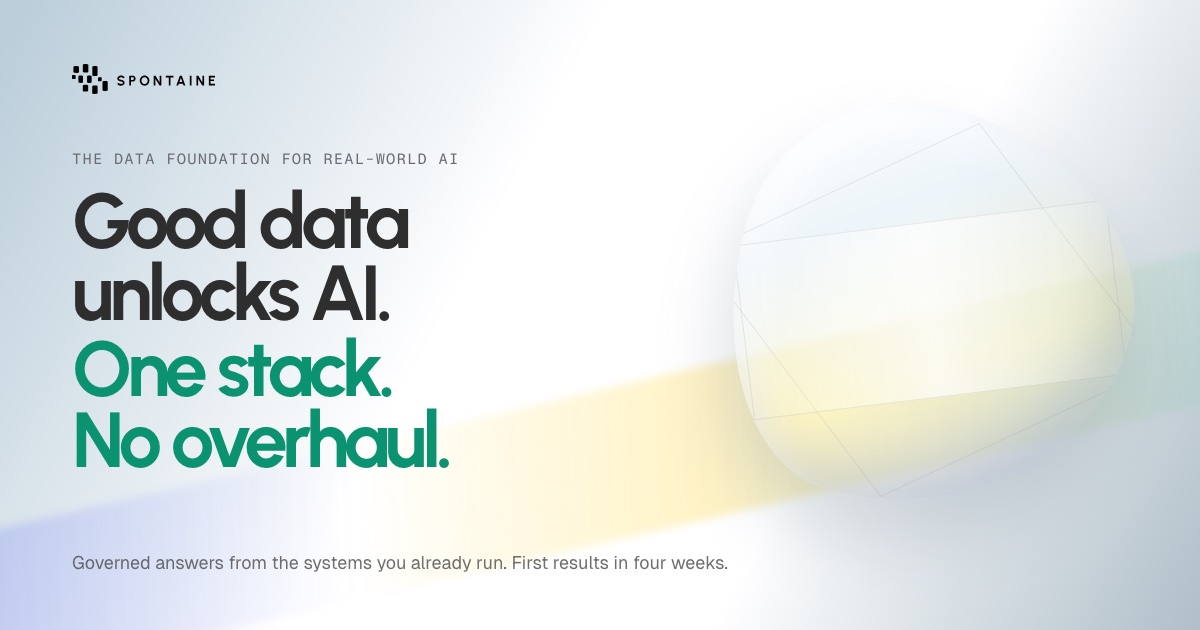 SPONTAINE
THE DATA FOUNDATION FOR REAL-WORLD AI
Good data
unlocks AI.
One stack.
No overhaul.
Governed answers from the systems you already run. First results in four weeks.